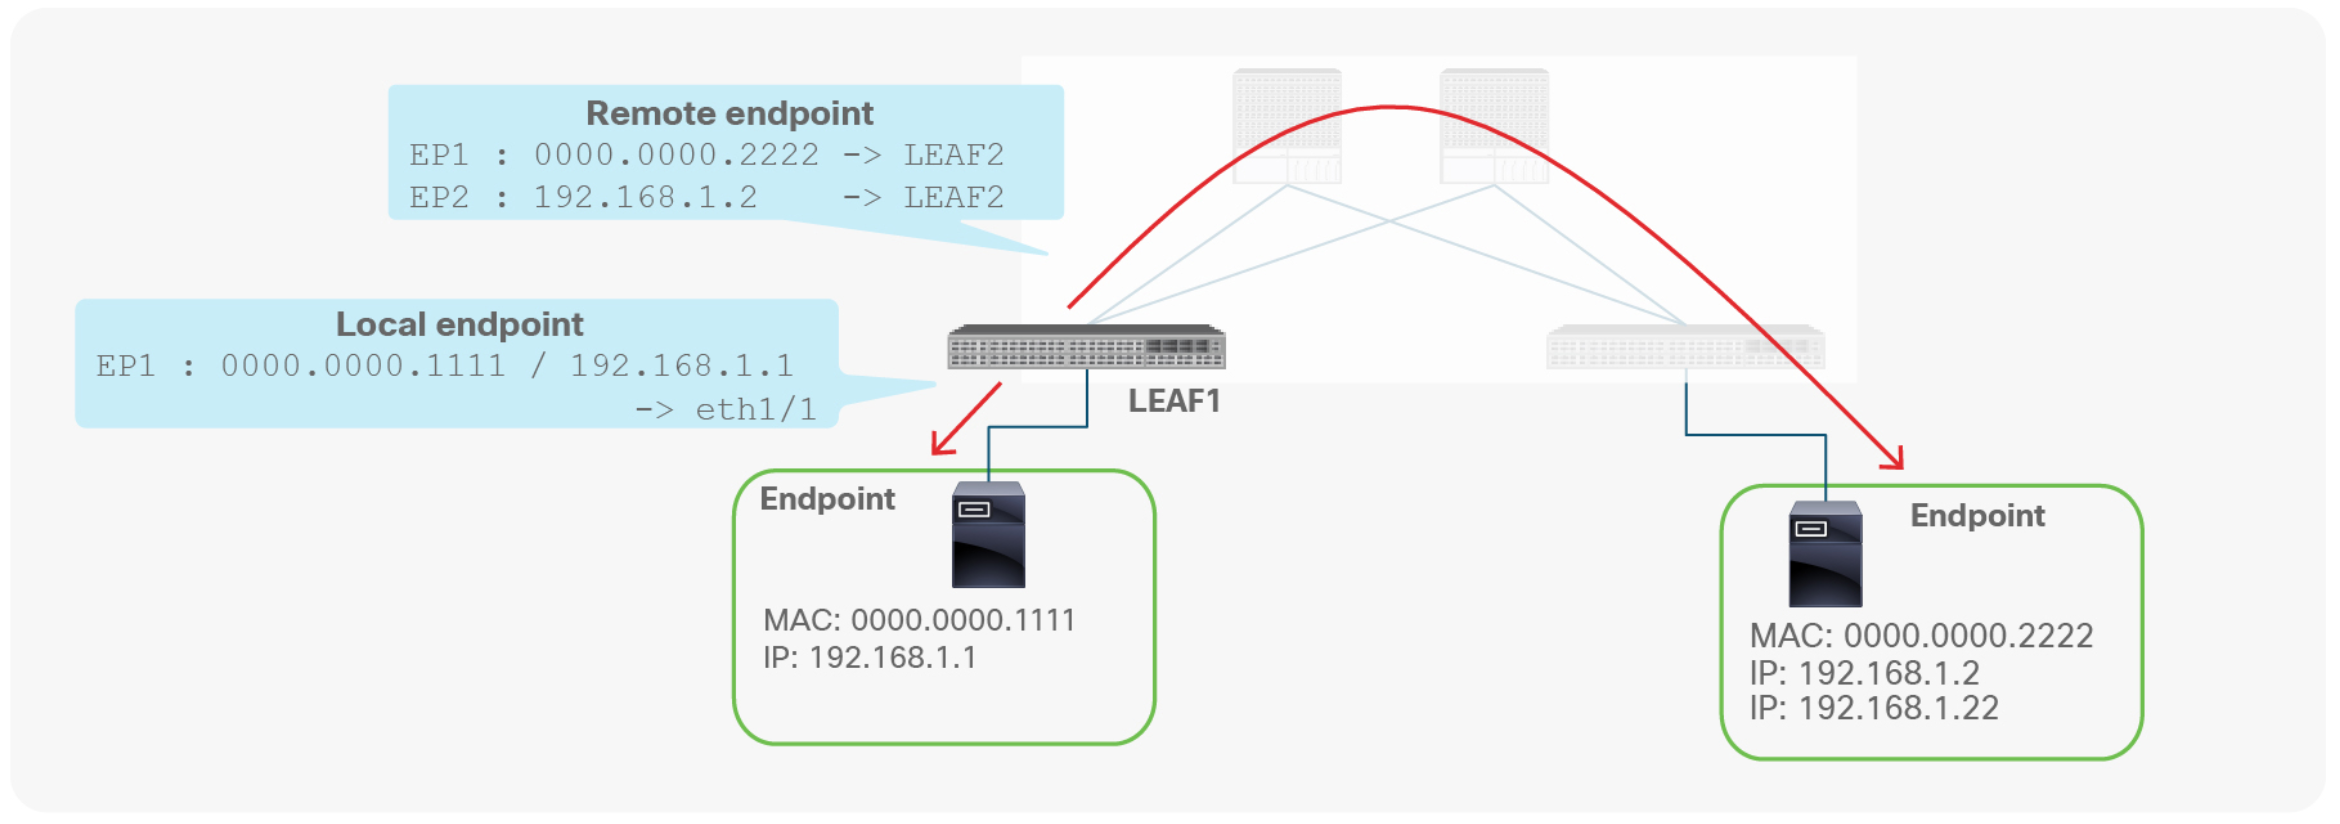 Remote endpoint
EP1 : 0000.0000.2222 -> LEAF2
EP2 : 192.168.1.2 -> LEAF2
Local endpoint
EP1 : 0000.0000.1111 / 192.168.1.1
-> eth1/1
LEAF1
Endpoint
MAC: 0000.0000.1111
IP: 192.168.1.1
Endpoint
MAC: 0000.0000.2222
IP: 192.168.1.2
IP: 192.168.1.22